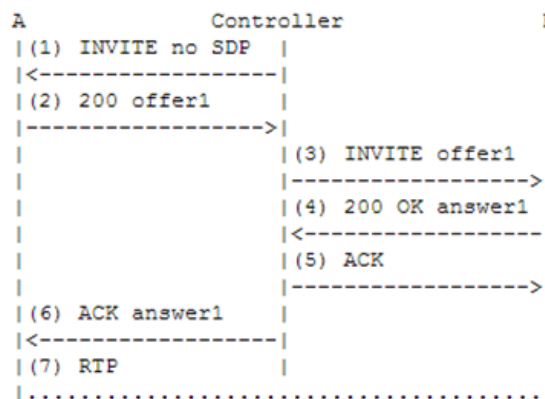 A Controller
|(1) INVITE no SDP |
|<------------------|
|(2) 200 offer1 |
|------------------>|
| |(3) INVITE offer1
| |------------------>
| |(4) 200 OK answer1
| |<------------------
| |(5) ACK
| |------------------>
|(6) ACK answer1 |
|<------------------|
|(7) RTP |
|.......................................